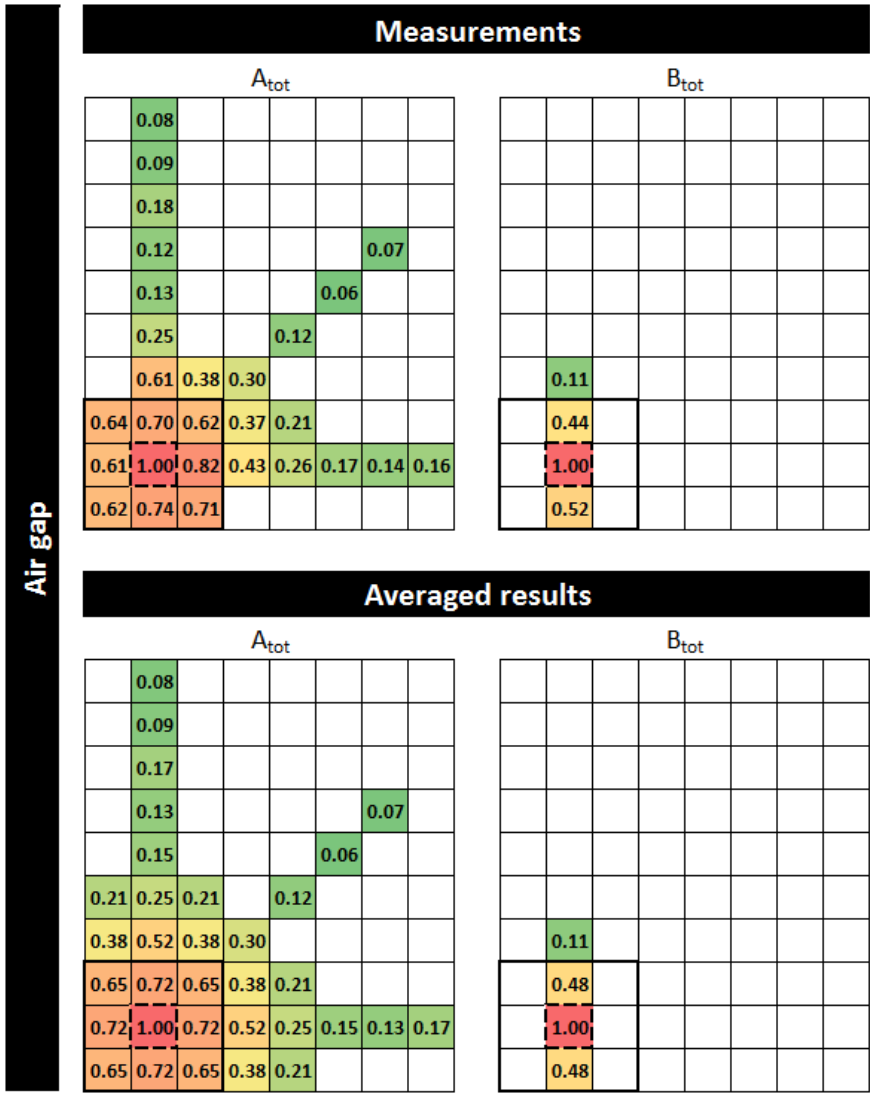 Air gap
Measurements
Atot Btot
0.08
0.09
0.18
0.12 0.07
0.13 0.06
0.25 0.12
0.61 0.38 0.30 0.11
0.64 0.70 0.62 0.37 0.21 0.44
0.61 1.00 0.82 0.43 0.26 0.17 0.14 0.16 1.00
0.62 0.74 0.71 0.52
Averaged results
Atot Btot
0.08
0.09
0.17
0.13 0.07
0.15 0.06
0.21 0.25 0.21 0.12
0.38 0.52 0.38 0.30 0.11
0.65 0.72 0.65 0.38 0.21 0.48
0.72 1.00 0.72 0.52 0.25 0.15 0.13 0.17 1.00
0.65 0.72 0.65 0.38 0.21 0.48